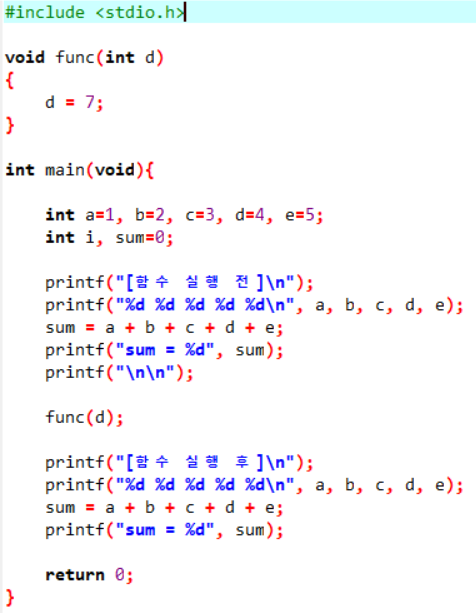 #include <stdio.h>
void func(int d)
{
d = 7;
}
int main(void){
int a=1, b=2, c=3, d=4, e=5;
int i, sum=0;
printf("[함수 실행 전]\n");
printf("%d %d %d %d %d\n", a, b, c, d, e);
sum = a + b + c + d + e;
printf("sum = %d", sum);
printf("\n\n");
func(d);
printf("[함수 실행 후]\n");
printf("%d %d %d %d %d\n", a, b, c, d, e);
sum = a + b + c + d + e;
printf("sum = %d", sum);
return 0;
}